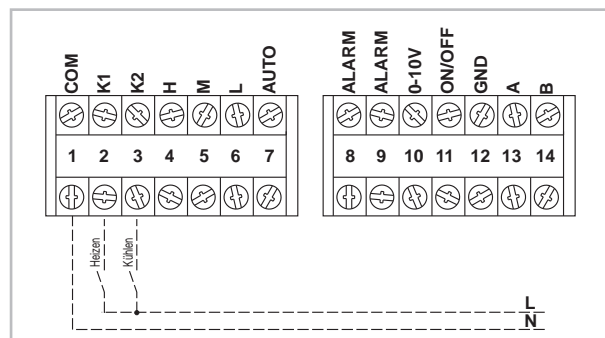 COM K1 K2 H M L AUTO ALARM ALARM 0-10V ON/OFF GND A B
1 2 3 4 5 6 7 8 9 10 11 12 13 14
Heizen Kühlen
L
N